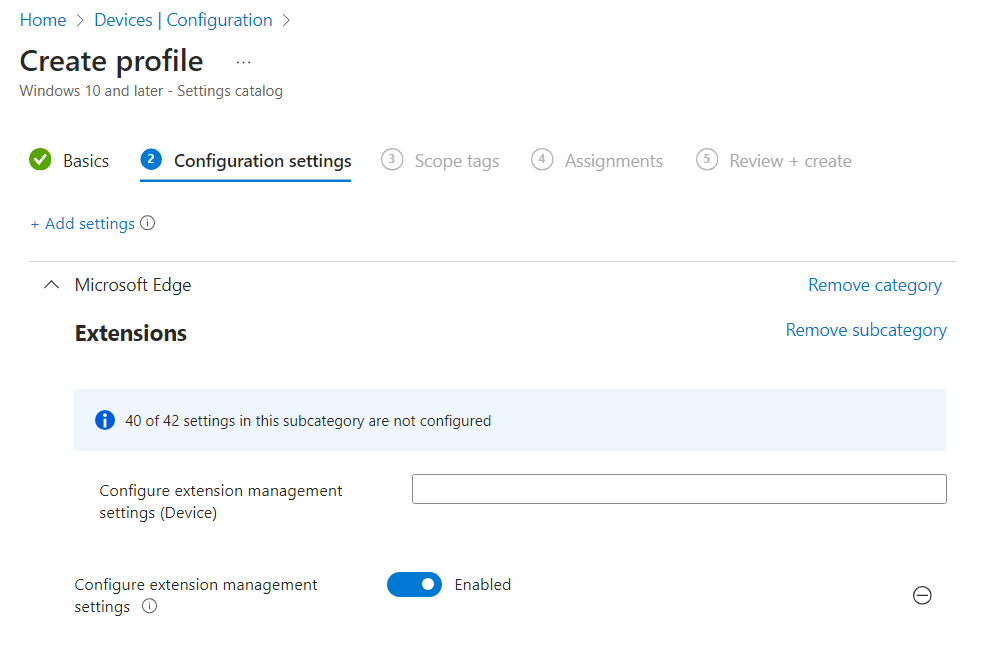 Home > Devices | Configuration >
Create profile ...
Windows 10 and later - Settings catalog
Basics 2 Configuration settings 3 Scope tags 4 Assignments 5 Review + create
+ Add settings
Microsoft Edge Remove category
Extensions Remove subcategory
40 of 42 settings in this subcategory are not configured
Configure extension management
settings (Device)
Configure extension management Enabled
settings